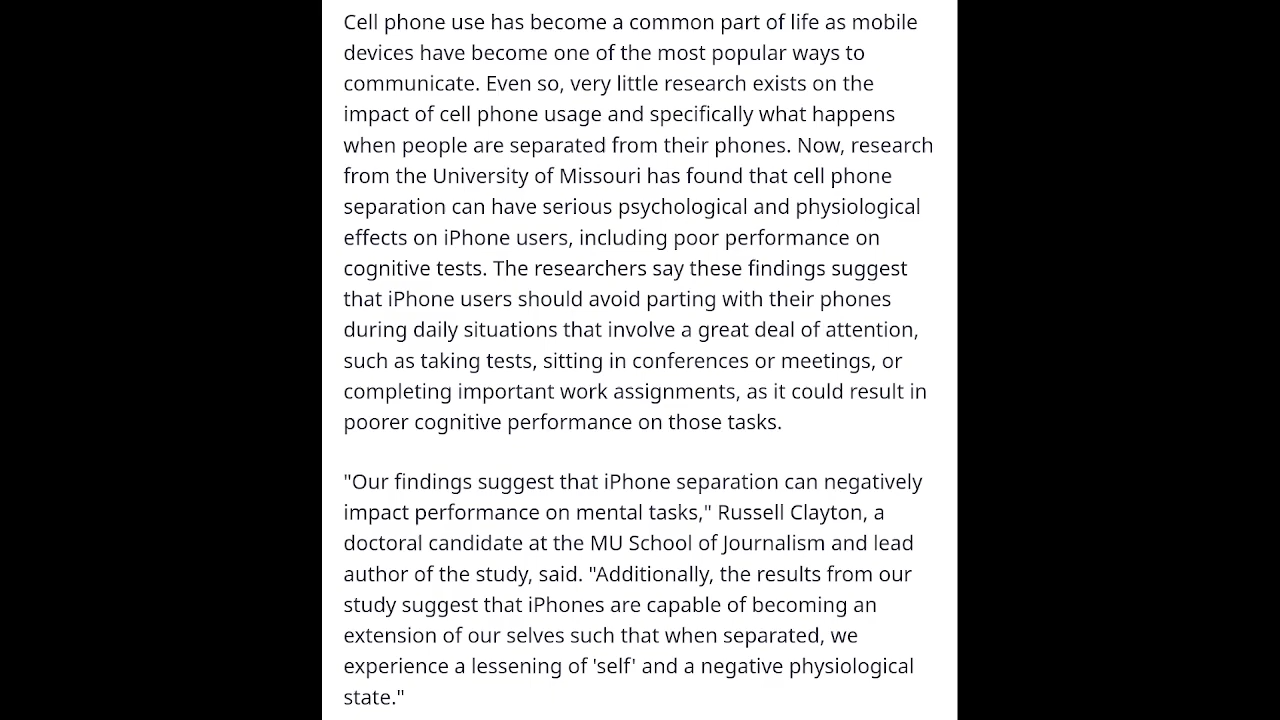 Cell phone use has become a common part of life as mobile
devices have become one of the most popular ways to
communicate. Even so, very little research exists on the
impact of cell phone usage and specifically what happens
when people are separated from their phones. Now, research
from the University of Missouri has found that cell phone
separation can have serious psychological and physiological
effects on iPhone users, including poor performance on
cognitive tests. The researchers say these findings suggest
that iPhone users should avoid parting with their phones
during daily situations that involve a great deal of attention,
such as taking tests, sitting in conferences or meetings, or
completing important work assignments, as it could result in
poorer cognitive performance on those tasks.
"Our findings suggest that iPhone separation can negatively
impact performance on mental tasks," Russell Clayton, a
doctoral candidate at the MU School of Journalism and lead
author of the study, said. "Additionally, the results from our
study suggest that iPhones are capable of becoming an
extension of our selves such that when separated, we
experience a lessening of 'self' and a negative physiological
state."